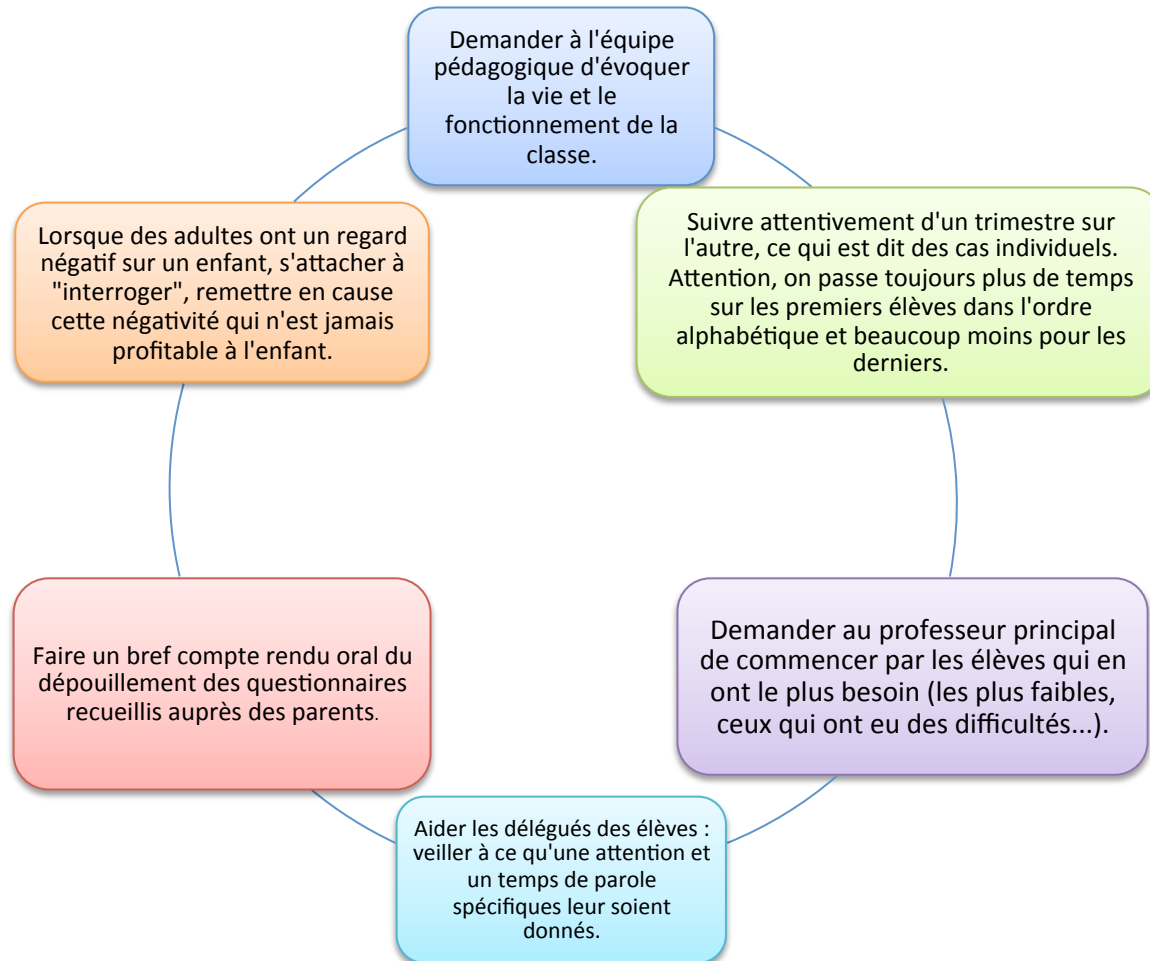 Demander à l'équipe
pédagogique d'évoquer
la vie et le
fonctionnement de la
classe.
Suivre attentivement d'un trimestre sur
l'autre, ce qui est dit des cas individuels.
Attention, on passe toujours plus de temps
sur les premiers élèves dans l'ordre
alphabétique et beaucoup moins pour les
derniers.
Demander au professeur principal
de commencer par les élèves qui en
ont le plus besoin (les plus faibles,
ceux qui ont eu des difficultés...).
Aider les délégués des élèves :
veiller à ce qu'une attention et
un temps de parole
spécifiques leur soient
donnés.
Faire un bref compte rendu oral du
dépouillement des questionnaires
recueillis auprès des parents.
Lorsque des adultes ont un regard
négatif sur un enfant, s'attacher à
"interroger", remettre en cause
cette négativité qui n'est jamais
profitable à l'enfant.